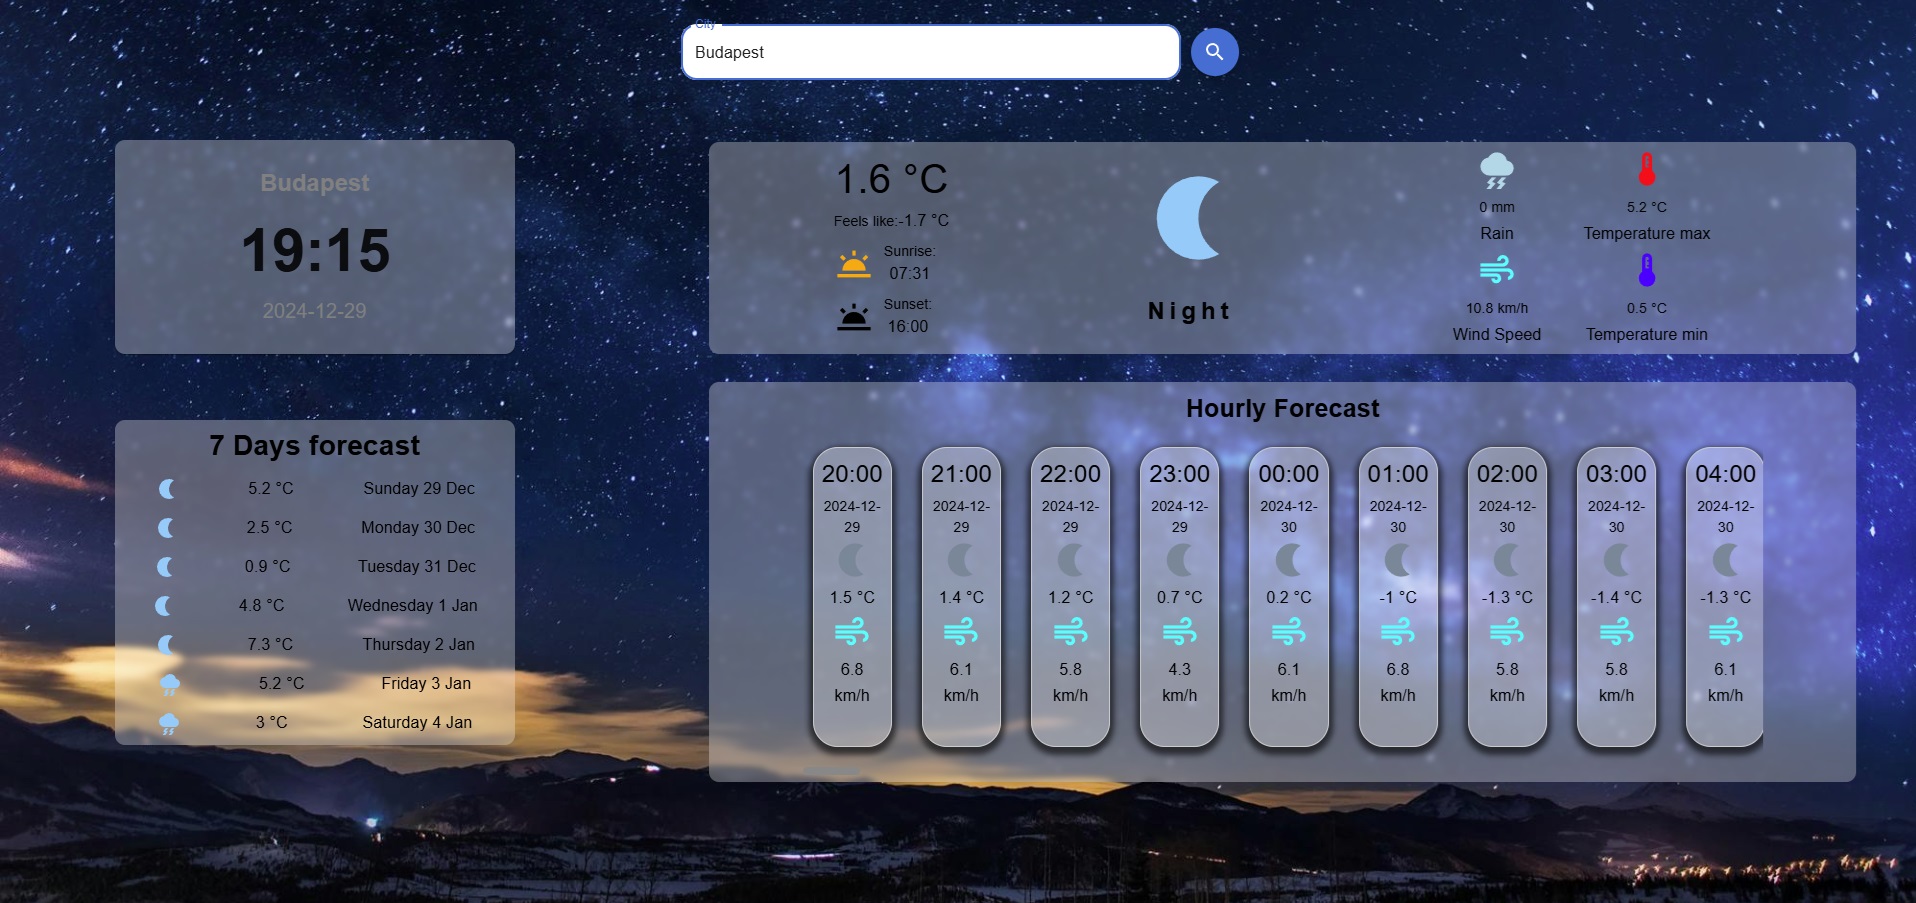 City
Budapest
Budapest
19:15
2024-12-29
1.6 °C
Feels like:-1.7 °C
Sunrise:
07:31
Sunset:
16:00
Night
0 mm
Rain
10.8 km/h
Wind Speed
5.2 °C
Temperature max
0.5 °C
Temperature min
7 Days forecast
5.2 °C Sunday 29 Dec
2.5 °C Monday 30 Dec
0.9 °C Tuesday 31 Dec
4.8 °C Wednesday 1 Jan
7.3 °C Thursday 2 Jan
5.2 °C Friday 3 Jan
3 °C Saturday 4 Jan
Hourly Forecast
20:00
2024-12-
29
1.5 °C
6.8
km/h
21:00
2024-12-
29
1.4 °C
6.1
km/h
22:00
2024-12-
29
1.2 °C
5.8
km/h
23:00
2024-12-
29
0.7 °C
4.3
km/h
00:00
2024-12-
30
0.2 °C
6.1
km/h
01:00
2024-12-
30
-1 °C
6.8
km/h
02:00
2024-12-
30
-1.3 °C
5.8
km/h
03:00
2024-12-
30
-1.4 °C
5.8
km/h
04:00
2024-12-
30
-1.3 °C
6.1
km/h